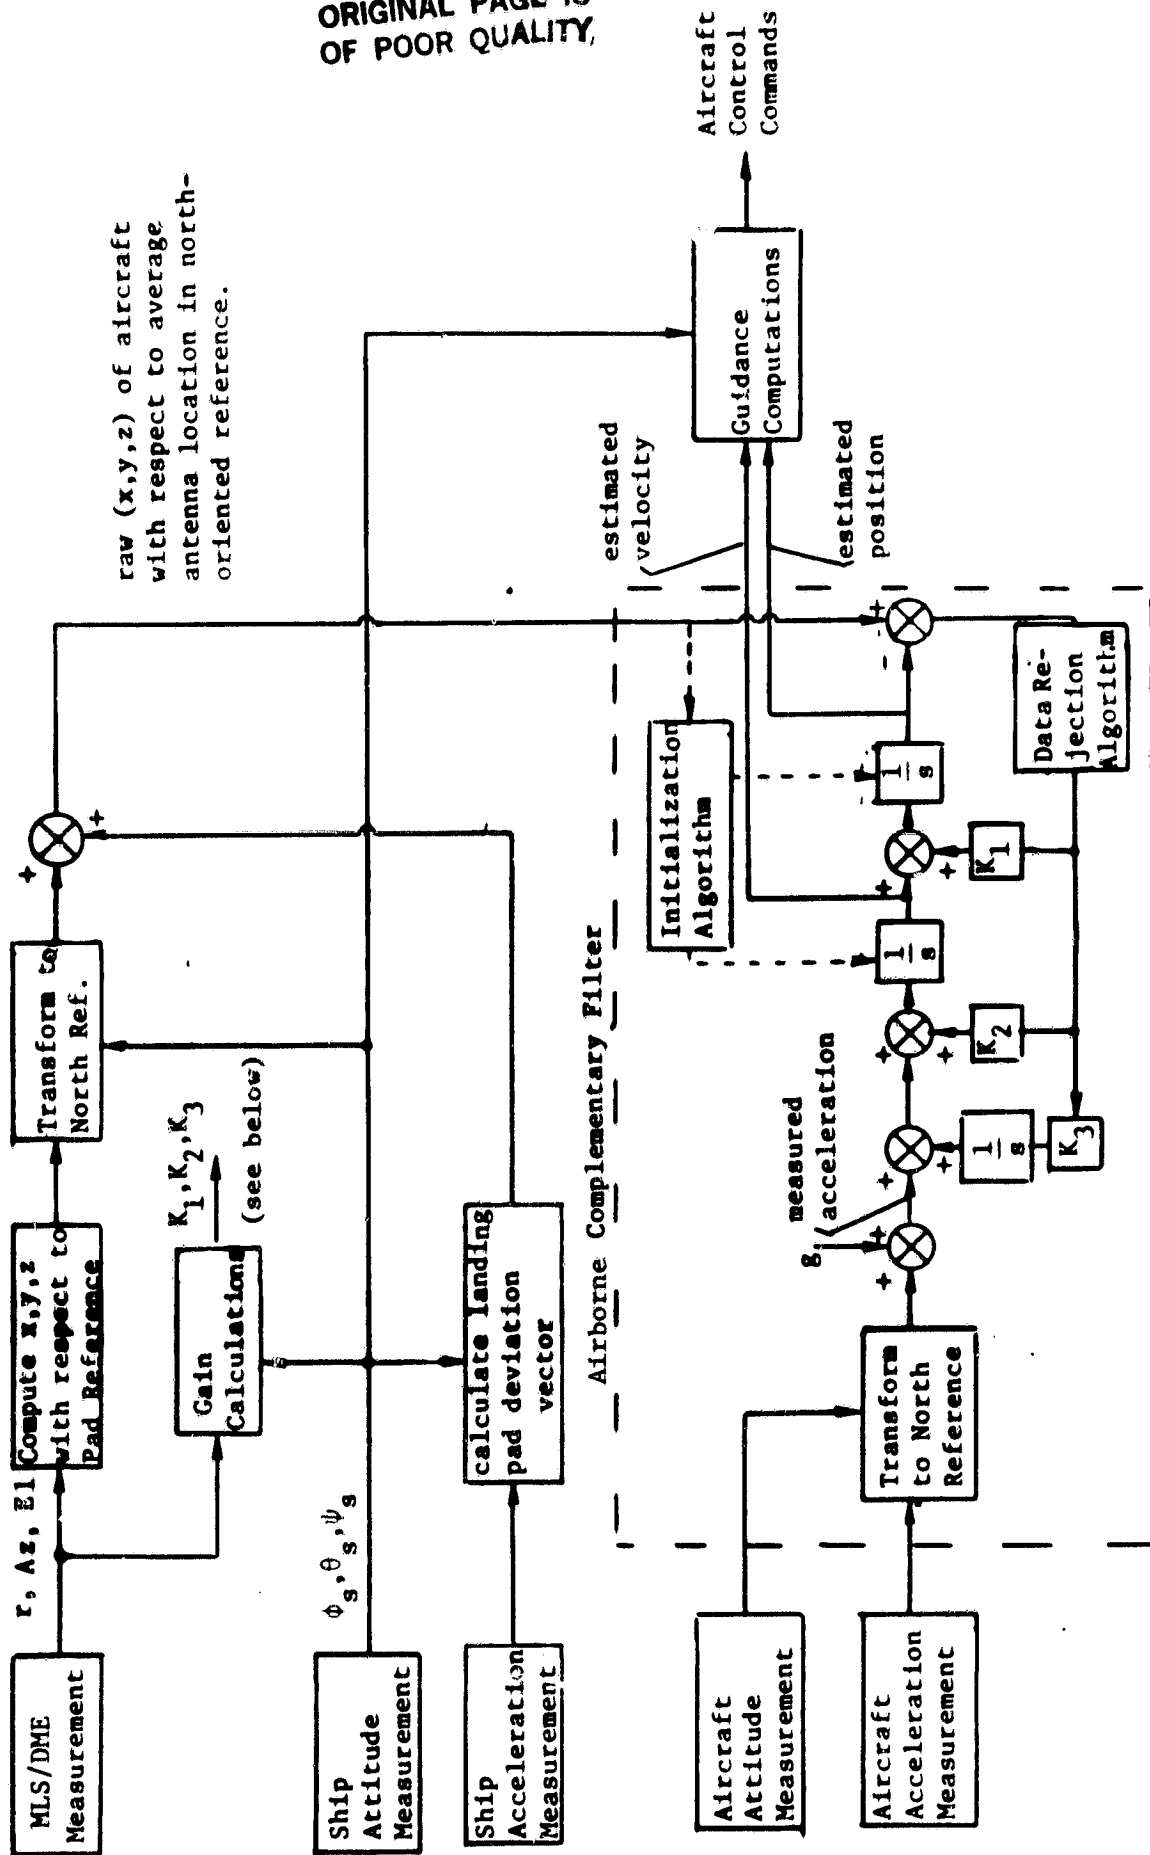 ORIGINAL PAGE IS
OF POOR QUALITY
MLS/DME
Measurement
r, Az, El
Compute x,y,z
with respect to
Pad Reference
Transform to
North Ref.
+
+
raw (x,y,z) of aircraft
with respect to average
antenna location in north-
oriented reference.
Gain
Calculations
K1,K2,K3
(see below)
Ship
Attitude
Measurement
ϕs,θs,ψs
Ship
Acceleration
Measurement
calculate landing
pad deviation
vector
Airborne Complementary Filter
Initialization
Algorithm
estimated
velocity
estimated
position
Guidance
Computations
Aircraft
Control
Commands
Aircraft
Attitude
Measurement
Aircraft
Acceleration
Measurement
Transform
to North
Reference
g
+
+
measured
acceleration
+
+
1
s
K3
+
+
K2
1
s
+
+
K1
1
s
-
+
Data Re-
jection
Algorithm